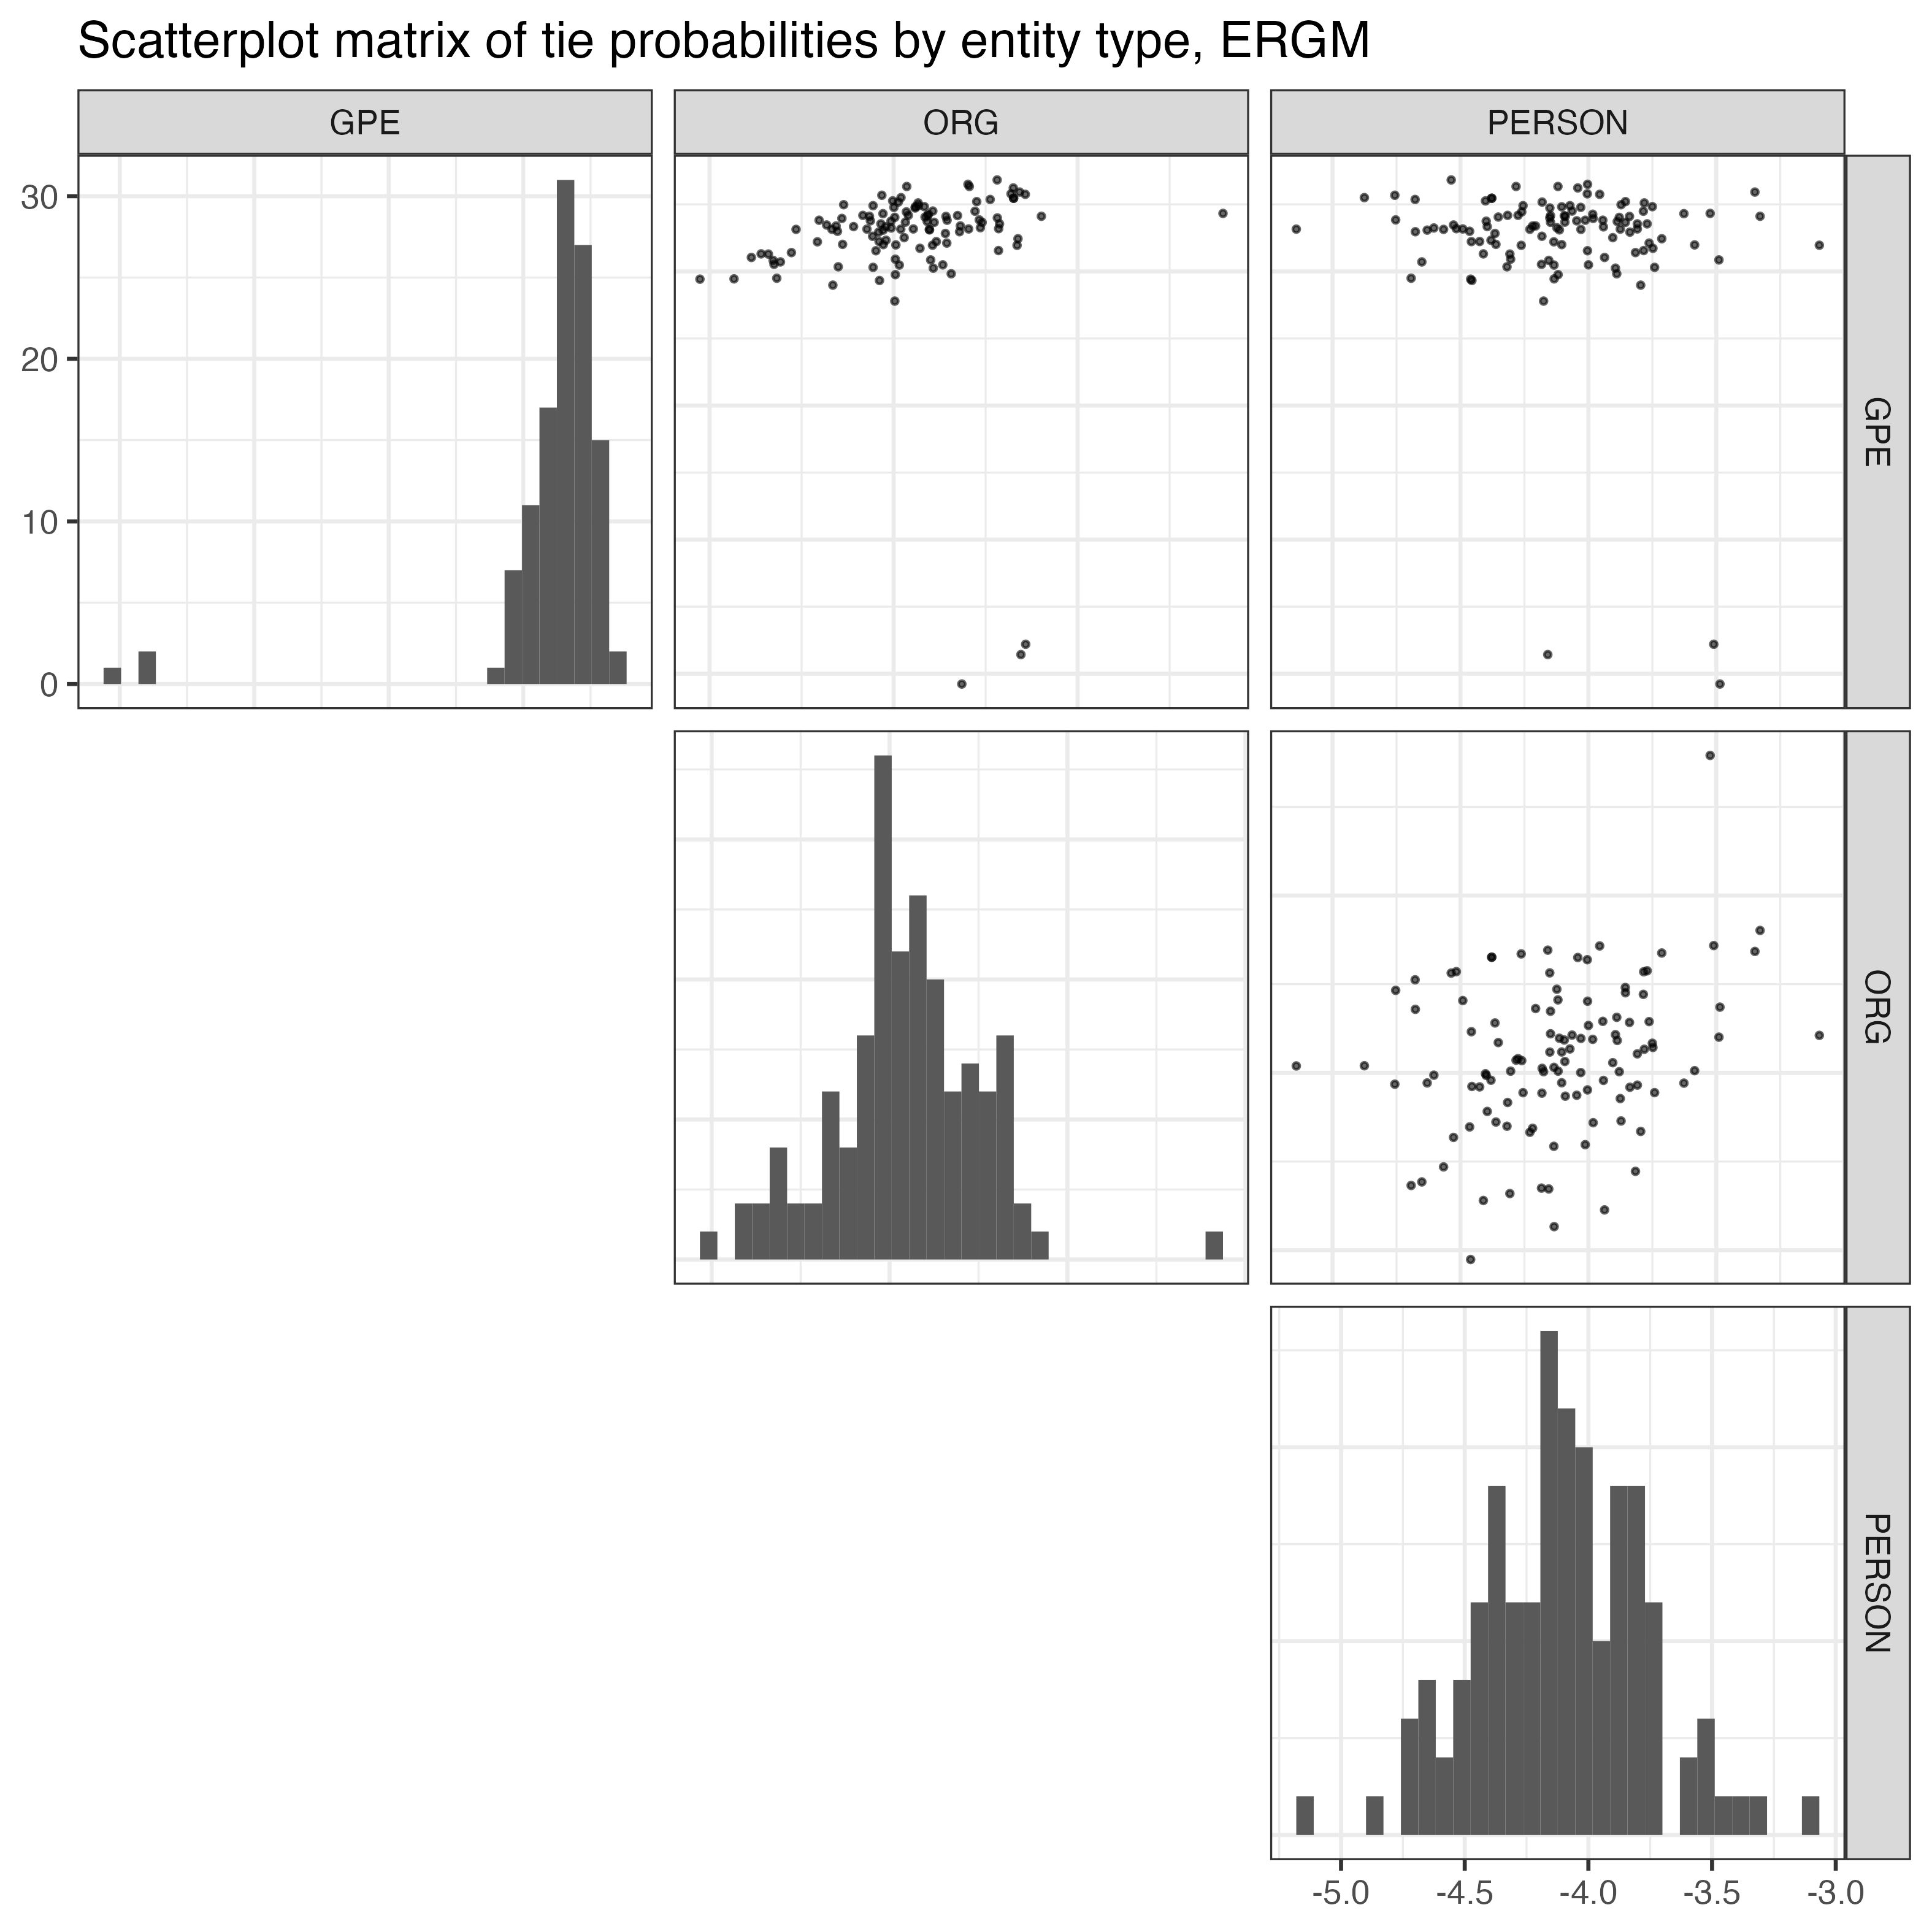 Scatterplot matrix of tie probabilities by entity type, ERGM
GPE
ORG
PERSON
30
20
10
0
GPE
ORG
PERSON
-5.0
-4.5
-4.0
-3.5
-3.0